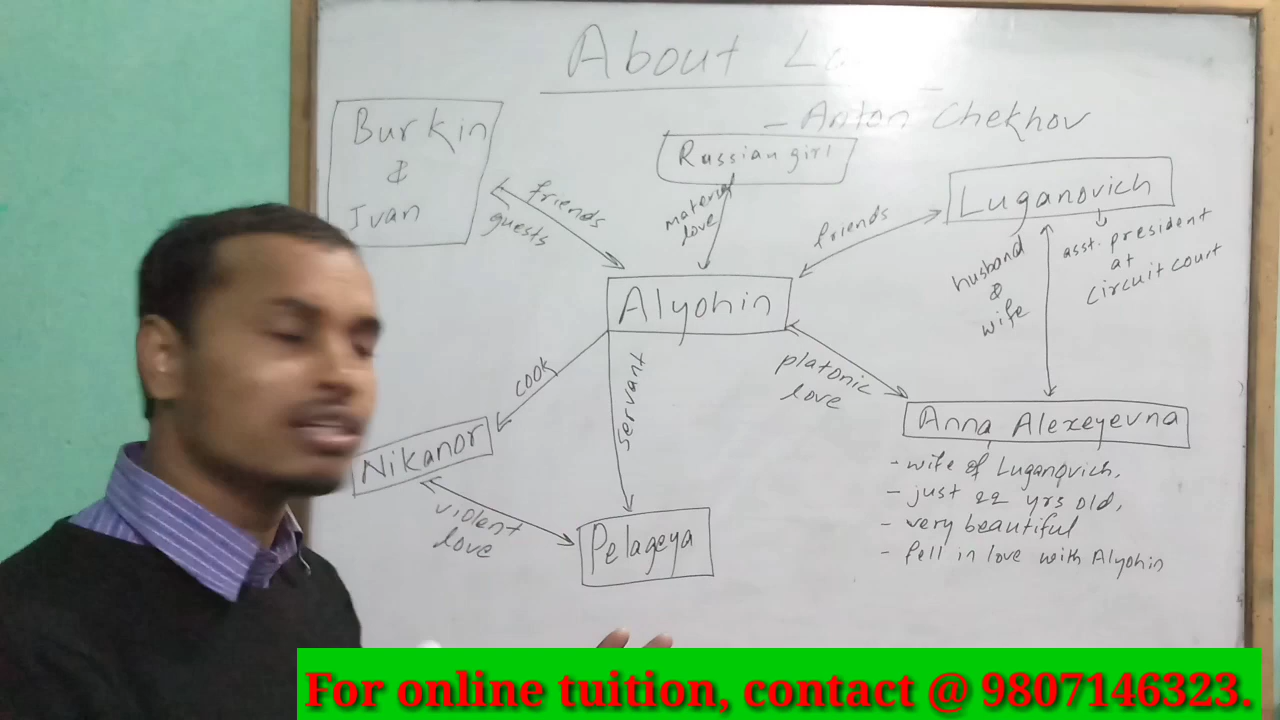 About
- Anton Chekhov
Burkin
&
Ivan
friends
guests
Russian girl
material
love
friends
Luganovich
asst. president
at
circuit court
husband
&
wife
Alyohin
cook
servant
platonic
love
Anna Alexeyevna
- wife of Luganovich,
- just 22 yrs old,
- very beautiful
- fell in love with Alyohin
Nikanor
violent
love
Pelageya
For online tuition, contact @ 9807146323.